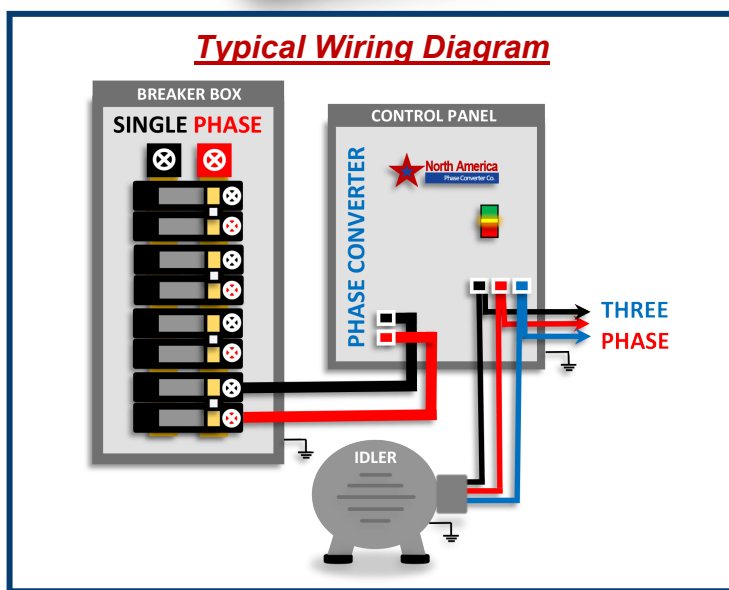 Typical Wiring Diagram
BREAKER BOX
SINGLE PHASE
CONTROL PANEL
PHASE CONVERTER
North America
Phase Converter Co.
THREE
PHASE
IDLER